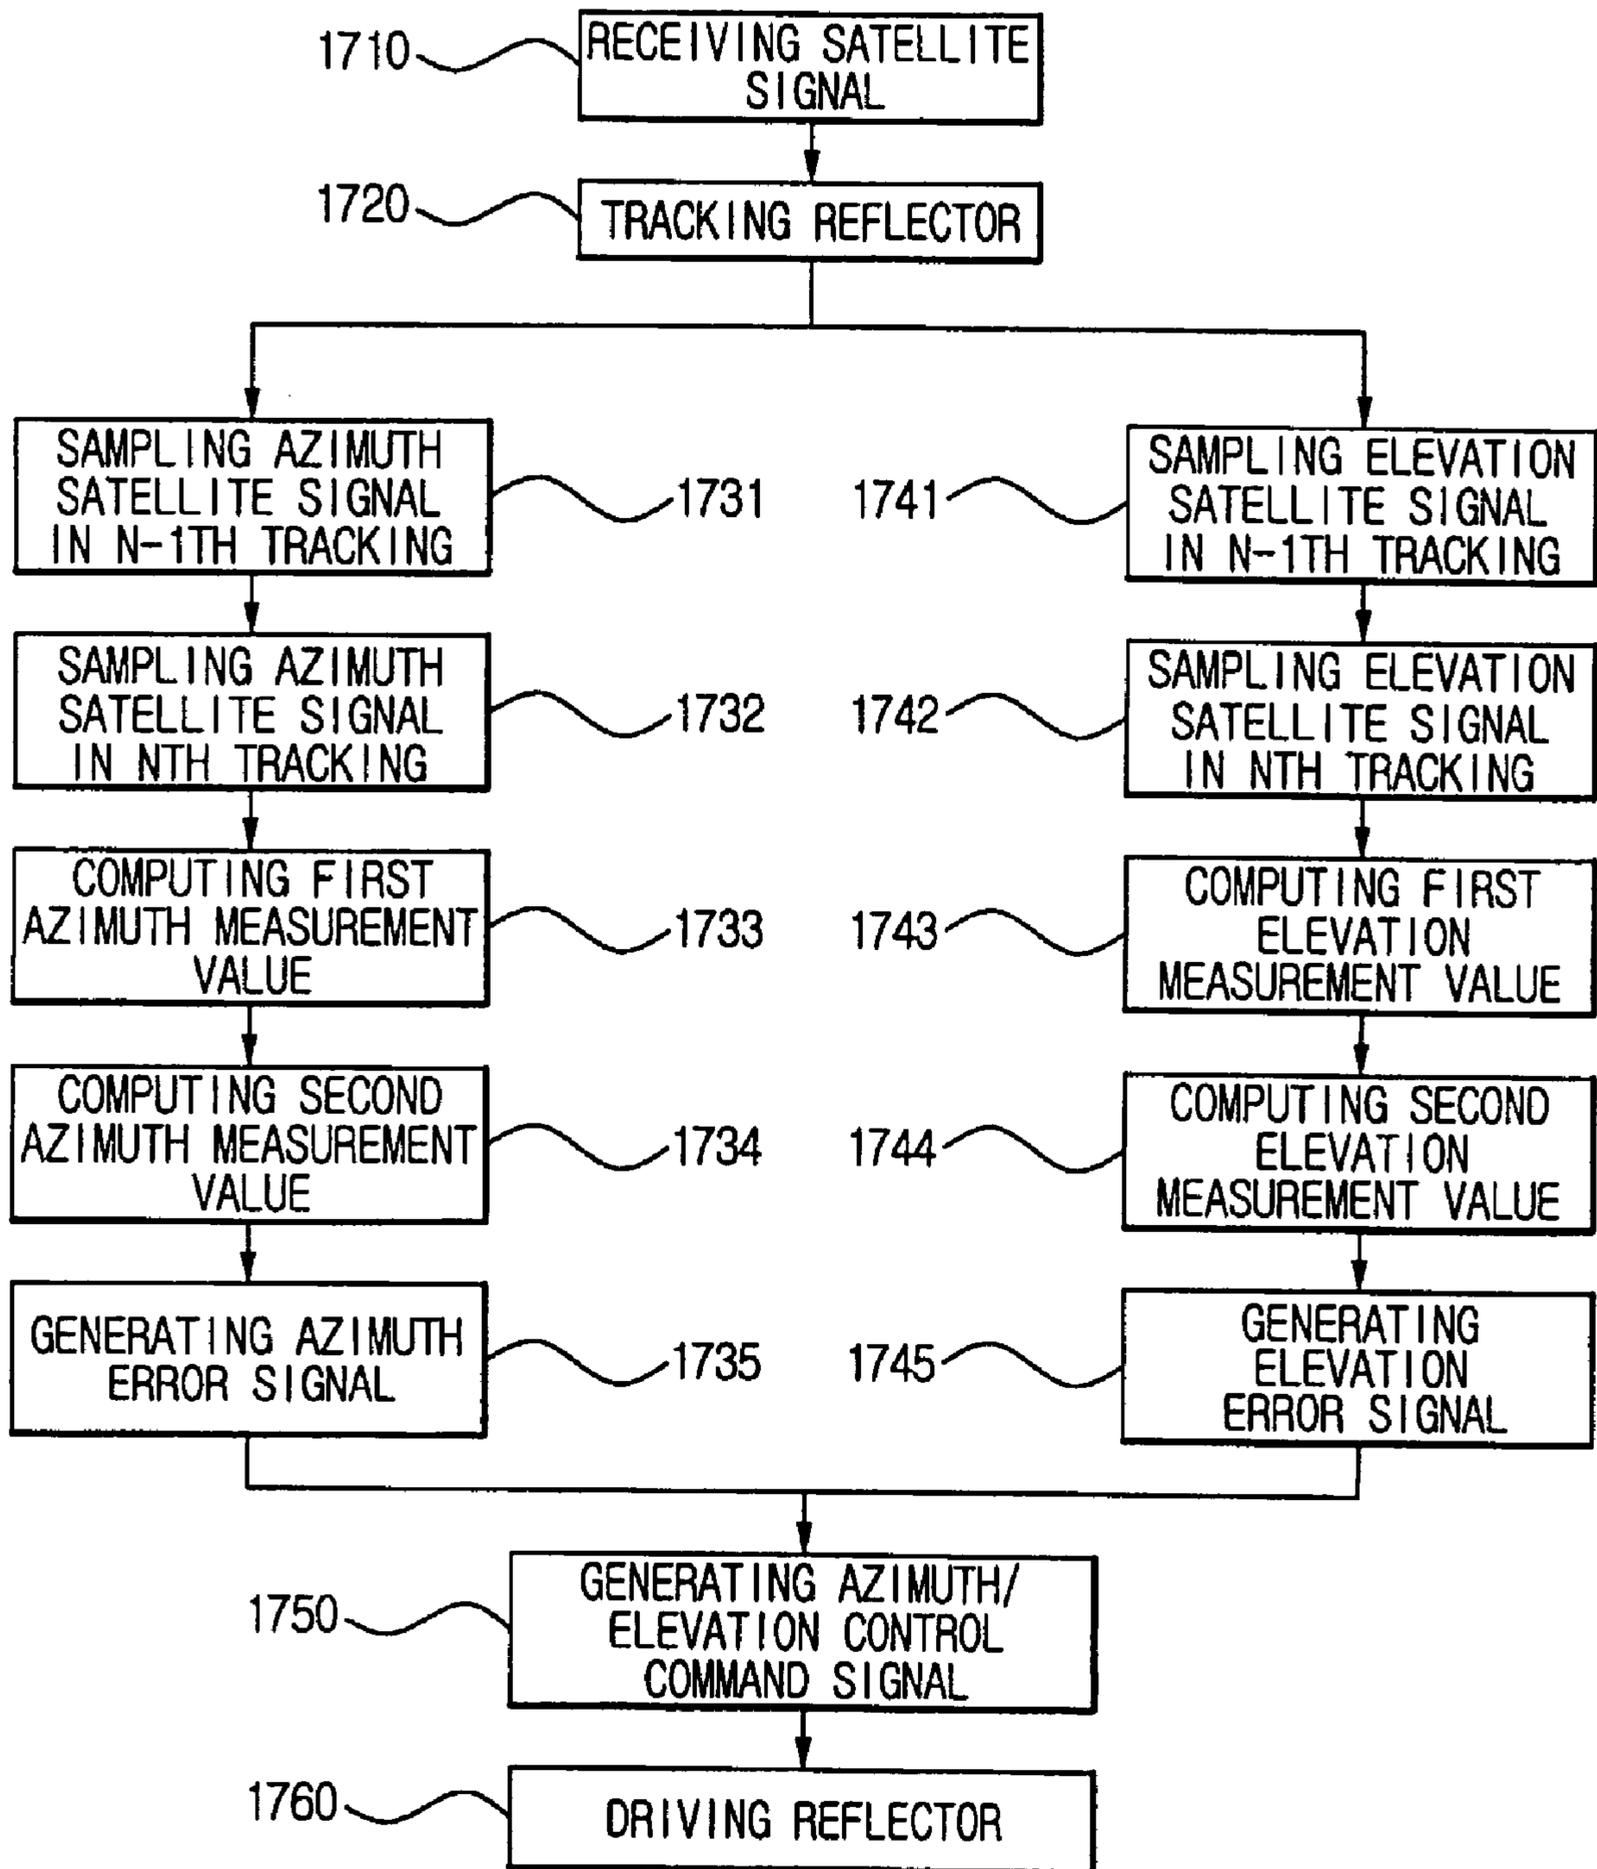 1710
RECEIVING SATELLITE
SIGNAL
1720
TRACKING REFLECTOR
SAMPLING AZIMUTH
SATELLITE SIGNAL
IN N-1TH TRACKING
1731
1741
SAMPLING ELEVATION
SATELLITE SIGNAL
IN N-1TH TRACKING
SAMPLING AZIMUTH
SATELLITE SIGNAL
IN NTH TRACKING
1732
1742
SAMPLING ELEVATION
SATELLITE SIGNAL
IN NTH TRACKING
COMPUTING FIRST
AZIMUTH MEASUREMENT
VALUE
1733
1743
COMPUTING FIRST
ELEVATION
MEASUREMENT VALUE
COMPUTING SECOND
AZIMUTH MEASUREMENT
VALUE
1734
1744
COMPUTING SECOND
ELEVATION
MEASUREMENT VALUE
GENERATING AZIMUTH
ERROR SIGNAL
1735
1745
GENERATING
ELEVATION
ERROR SIGNAL
1750
GENERATING AZIMUTH/
ELEVATION CONTROL
COMMAND SIGNAL
1760
DRIVING REFLECTOR